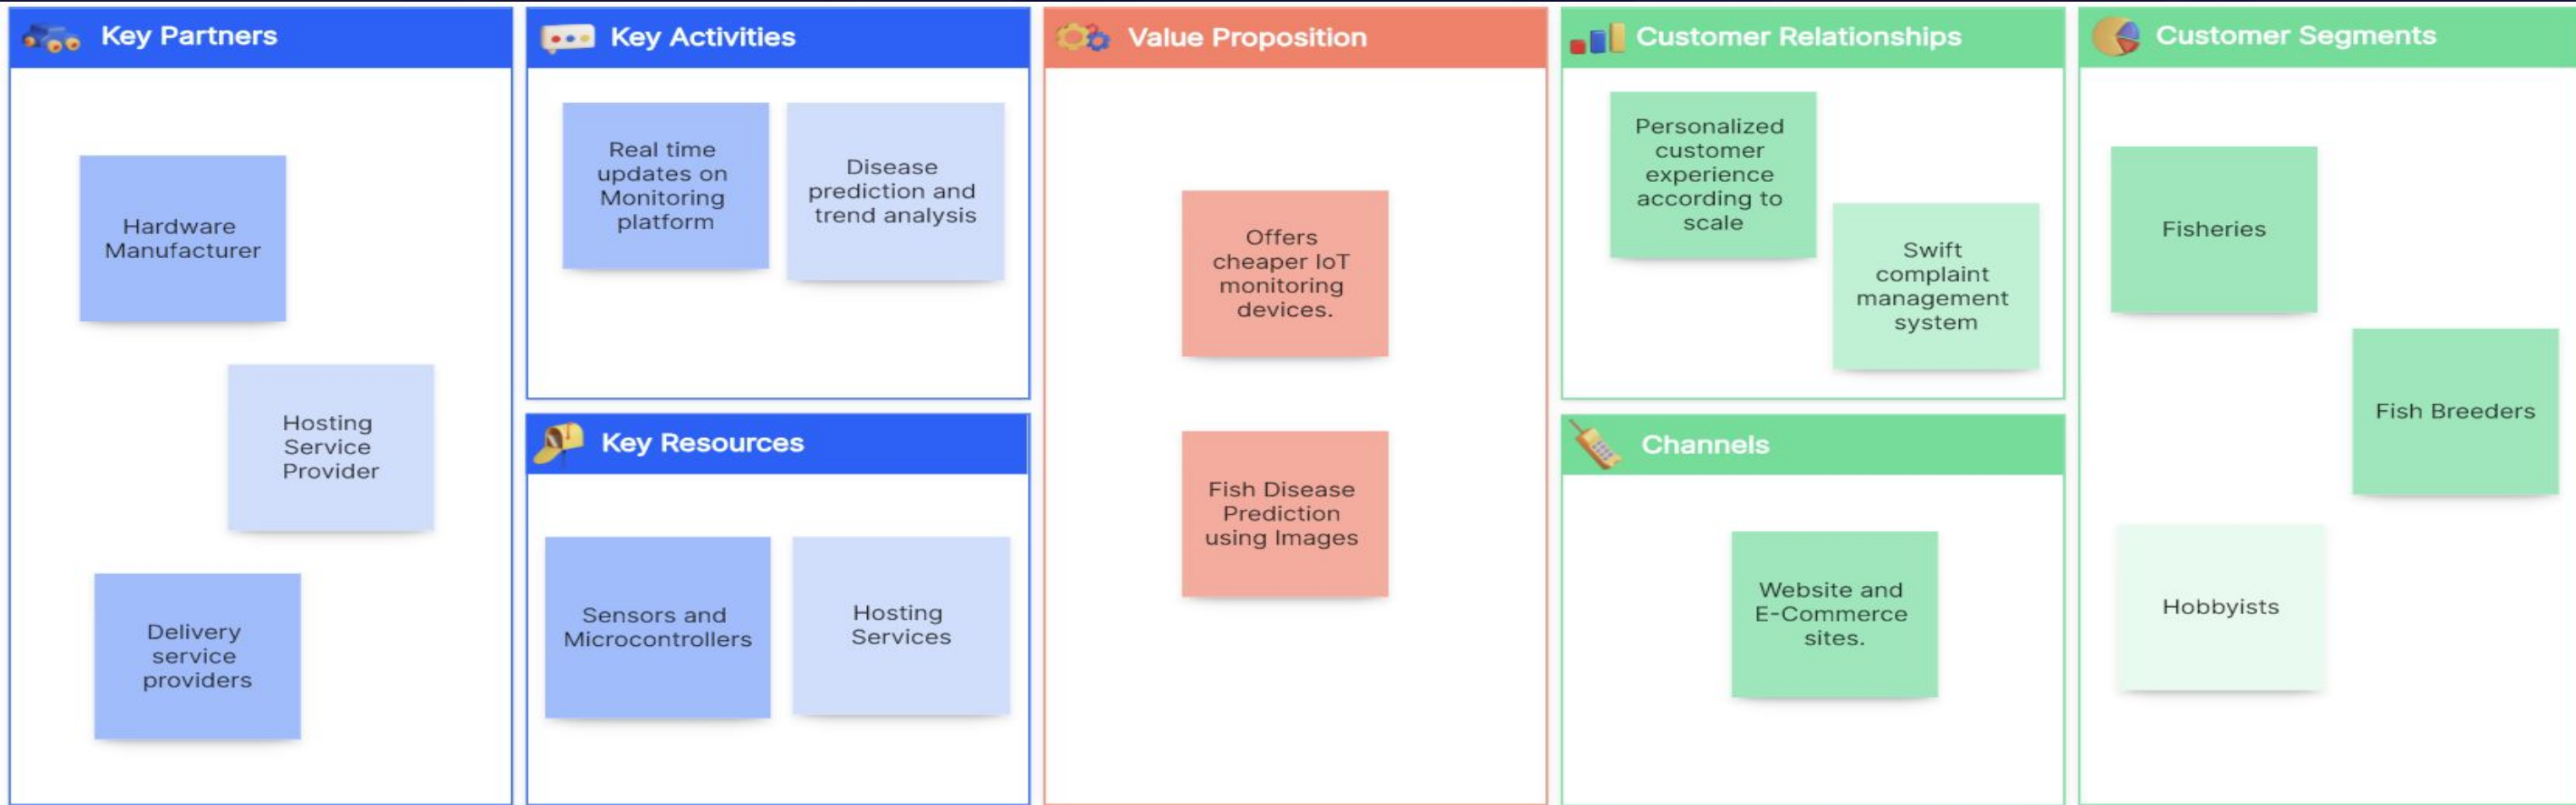 Key Partners
Hardware
Manufacturer
Hosting
Service
Provider
Delivery
service
providers
Key Activities
Real time
updates on
Monitoring
platform
Disease
prediction and
trend analysis
Key Resources
Sensors and
Microcontrollers
Hosting
Services
Value Proposition
Offers
cheaper IoT
monitoring
devices.
Fish Disease
Prediction
using Images
Customer Relationships
Personalized
customer
experience
according to
scale
Swift
complaint
management
system
Channels
Website and
E-Commerce
sites.
Customer Segments
Fisheries
Fish Breeders
Hobbyists